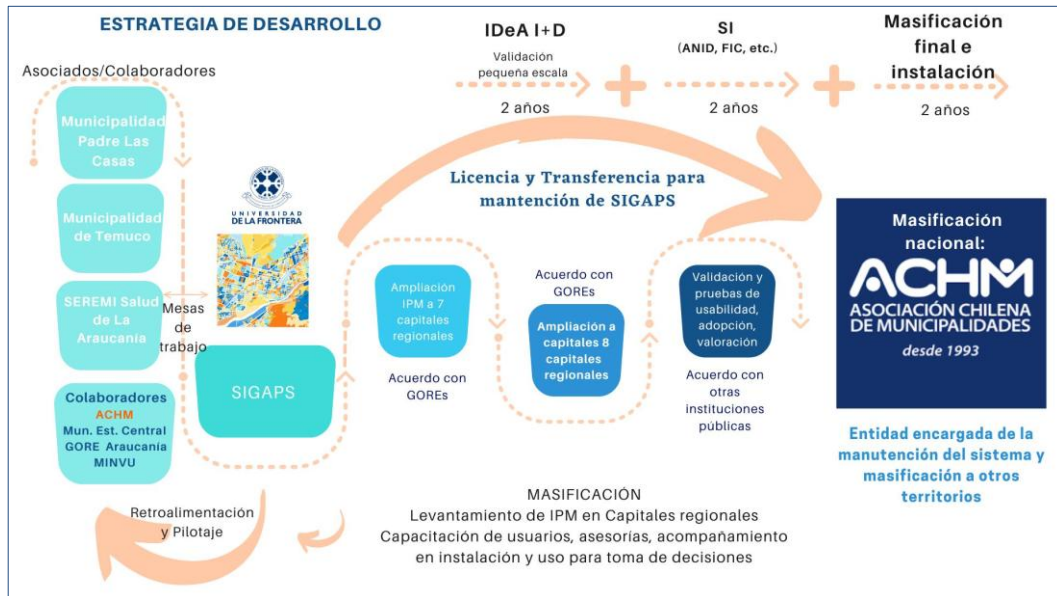 ESTRATEGIA DE DESARROLLO
Asociados/Colaboradores
Municipalidad
Padre Las
Casas
Municipalidad
de Temuco
SEREMI Salud
de La
Araucanía
Mesas
de
trabajo
Colaboradores
ACHM
Mun. Est. Central
GORE Araucanía
MINVU
Retroalimentación
y Pilotaje
UNIVERSIDAD
DE LA FRONTERA
SIGAPS
IDeA I+D
Validación
pequeña escala
2 años
SI
(ANID, FIC, etc.)
2 años
Masificación
final e
instalación
2 años
Licencia y Transferencia para
mantención de SIGAPS
Ampliación
IPM a 7
capitales
regionales
Acuerdo con
GOREs
Acuerdo con
GOREs
Ampliación a
capitales 8
capitales
regionales
Validación y
pruebas de
usabilidad,
adopción,
valoración
Acuerdo con
otras
instituciones
públicas
Masificación
nacional:
ACHM
ASOCIACIÓN CHILENA
DE MUNICIPALIDADES
desde 1993
Entidad encargada de la
manutención del sistema y
masificación a otros
territorios
MASIFICACIÓN
Levantamiento de IPM en Capitales regionales
Capacitación de usuarios, asesorías, acompañamiento
en instalación y uso para toma de decisiones